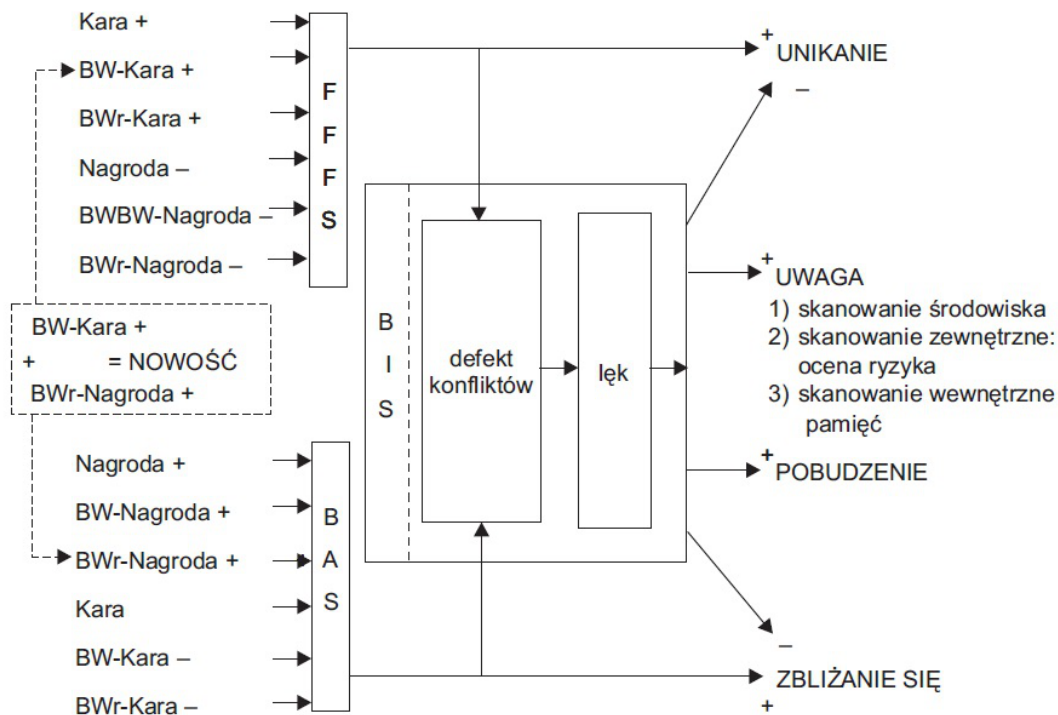 Kara +
BW-Kara +
BWr-Kara +
Nagroda –
BWBW-Nagroda –
BWr-Nagroda –
F
F
F
S
+
UNIKANIE
–
BW-Kara +
+ = NOWOŚĆ
BWr-Nagroda +
B
I
S
defekt
konfliktów
lęk
+
UWAGA
1) skanowanie środowiska
2) skanowanie zewnętrzne:
ocena ryzyka
3) skanowanie wewnętrzne
pamięć
+
POBUDZENIE
Nagroda +
BW-Nagroda +
BWr-Nagroda +
Kara
BW-Kara –
BWr-Kara –
B
A
S
–
ZBLIŻANIE SIĘ
+